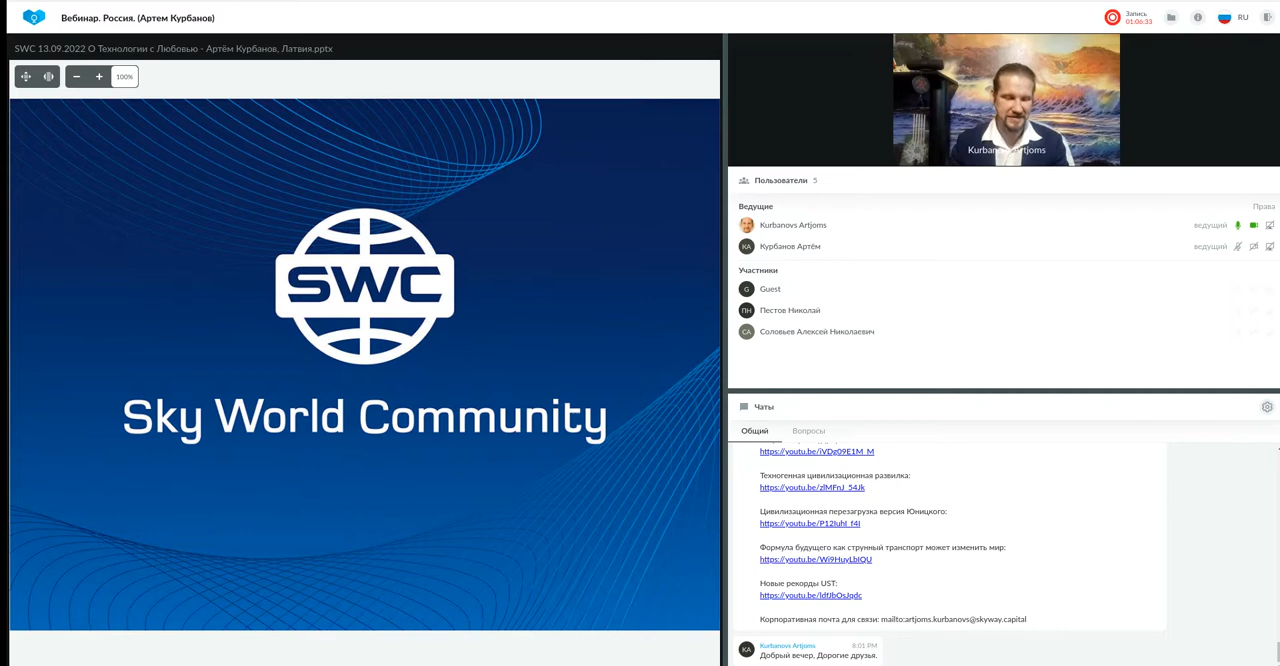 Вебинар. Россия. (Артем Курбанов)
Запись
01:06:33
RU
SWC 13.09.2022 О Технологии с Любовью - Артём Курбанов, Латвия.pptx
100%
SWC
Sky World Community
Kurbanovs Artjoms
Пользователи 5
Ведущие Права
Kurbanovs Artjoms ведущий
КА Курбанов Артём ведущий
Участники
G Guest
ПН Пестов Николай
СА Соловьев Алексей Николаевич
Чаты
Общий Вопросы
https://youtu.be/iVDg09E1M_M
Техногенная цивилизационная развилка:
https://youtu.be/zlMFnJ_54Jk
Цивилизационная перезагрузка версия Юницкого:
https://youtu.be/P12Iuhl_f4I
Формула будущего как струнный транспорт может изменить мир:
https://youtu.be/Wi9HuyLbIQU
Новые рекорды UST:
https://youtu.be/ldfJbOsJqdc
Корпоративная почта для связи: mailto:artjoms.kurbanovs@skyway.capital
KA Kurbanovs Artjoms 8:01 PM
Добрый вечер, Дорогие друзья.